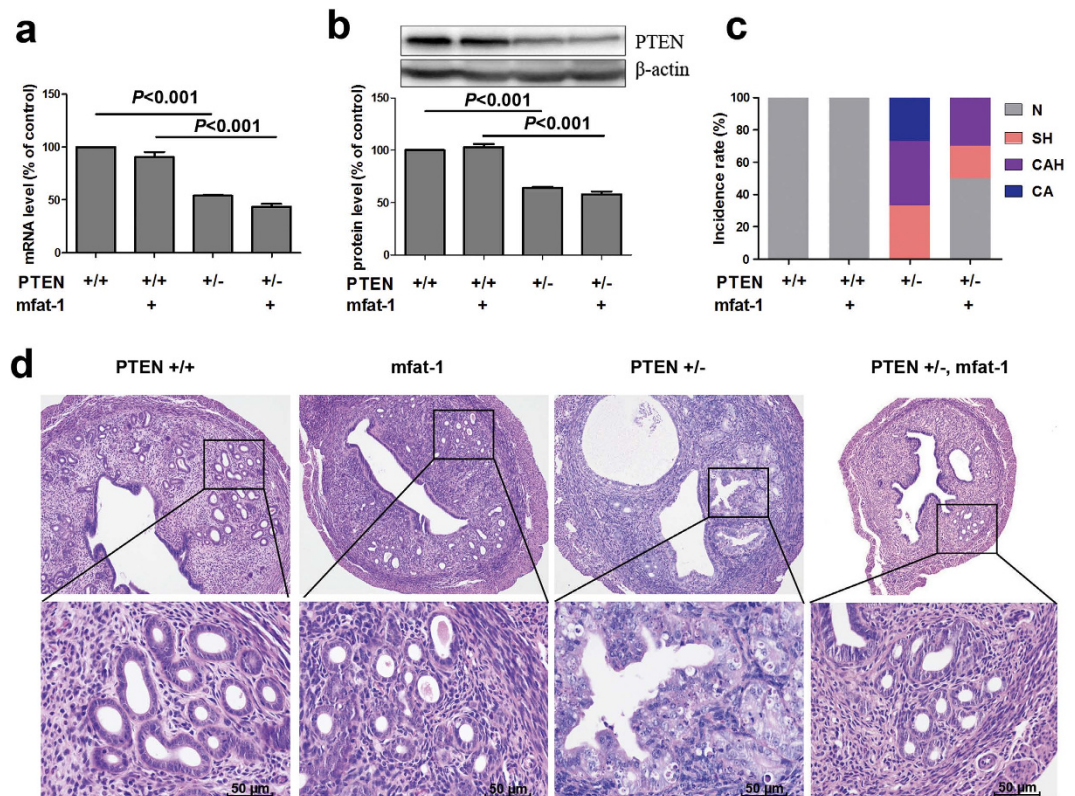 a
mRNA level (% of control)
150
100
50
0
P<0.001
P<0.001
PTEN +/+ +/+ +/- +/-
mfat-1 + +
b
PTEN
β-actin
protein level (% of control)
150
100
50
0
P<0.001
P<0.001
PTEN +/+ +/+ +/- +/-
mfat-1 + +
c
Incidence rate (%)
100
80
60
40
20
0
N
SH
CAH
CA
PTEN +/+ +/+ +/- +/-
mfat-1 + +
d
PTEN +/+
mfat-1
PTEN +/-
PTEN +/-, mfat-1
50 μm
50 μm
50 μm
50 μm